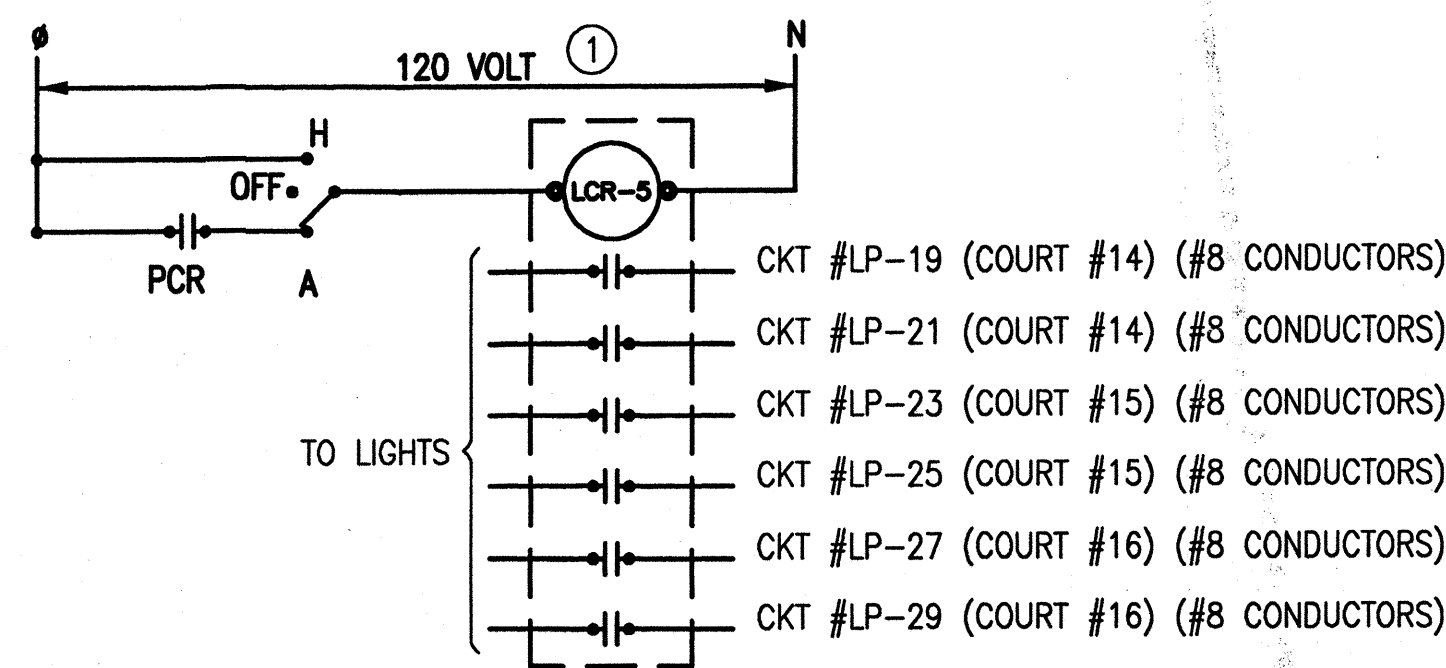 ø N
120 VOLT 1
H
OFF
LCR-5
PCR A
CKT #LP-19 (COURT #14) (#8 CONDUCTORS)
CKT #LP-21 (COURT #14) (#8 CONDUCTORS)
CKT #LP-23 (COURT #15) (#8 CONDUCTORS)
TO LIGHTS
CKT #LP-25 (COURT #15) (#8 CONDUCTORS)
CKT #LP-27 (COURT #16) (#8 CONDUCTORS)
CKT #LP-29 (COURT #16) (#8 CONDUCTORS)